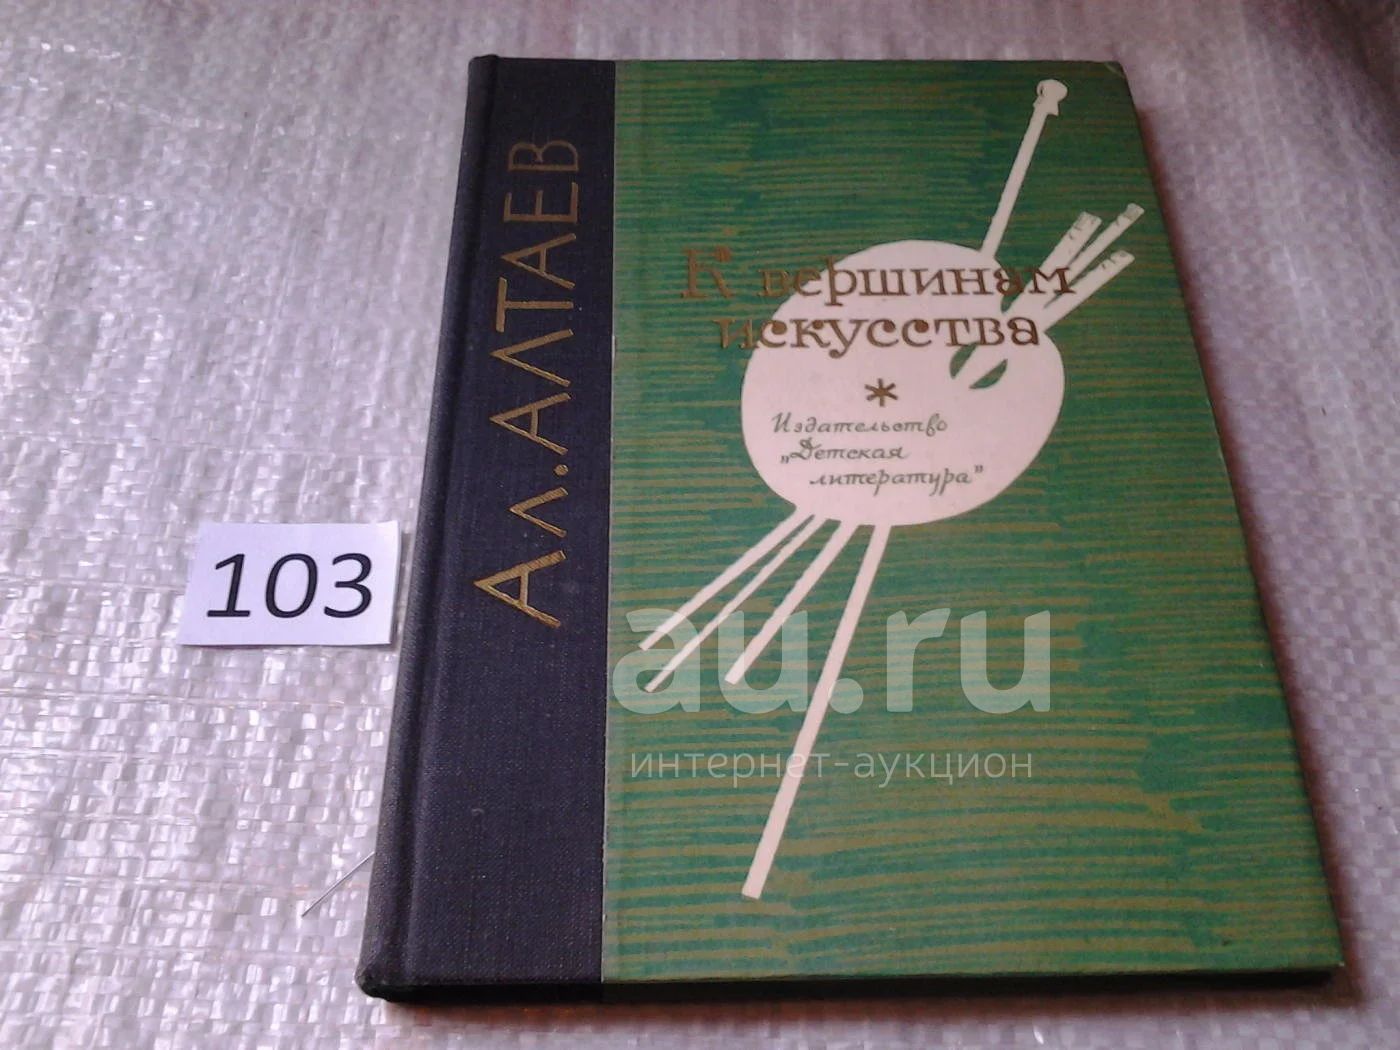 Ал. АЛТАЕВ
К вершинам
искусства
*
Издательство
„Детская
литература"
103
au.ru
интернет-аукцион